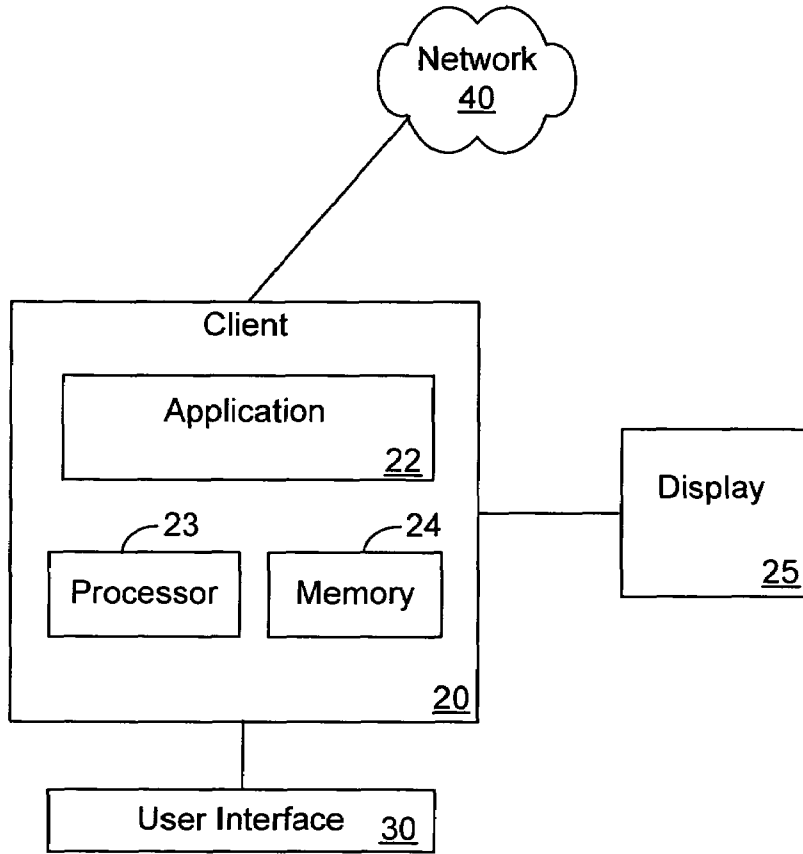 Network
40
Client
Application
22
23
24
Processor
Memory
20
Display
25
User Interface
30